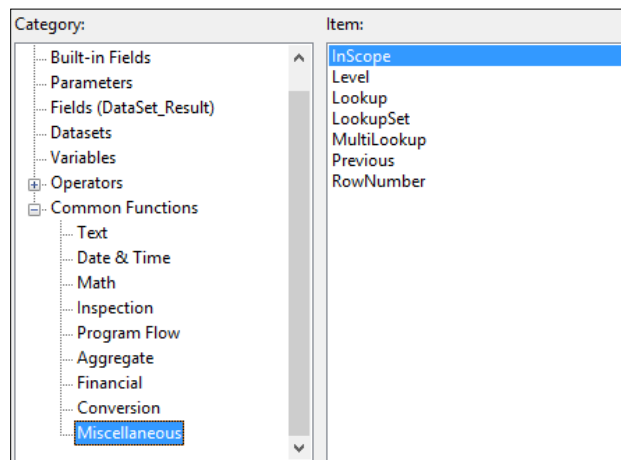 Category:
Built-in Fields
Parameters
Fields (DataSet_Result)
Datasets
Variables
Operators
Common Functions
Text
Date & Time
Math
Inspection
Program Flow
Aggregate
Financial
Conversion
Miscellaneous
Item:
InScope
Level
Lookup
LookupSet
MultiLookup
Previous
RowNumber